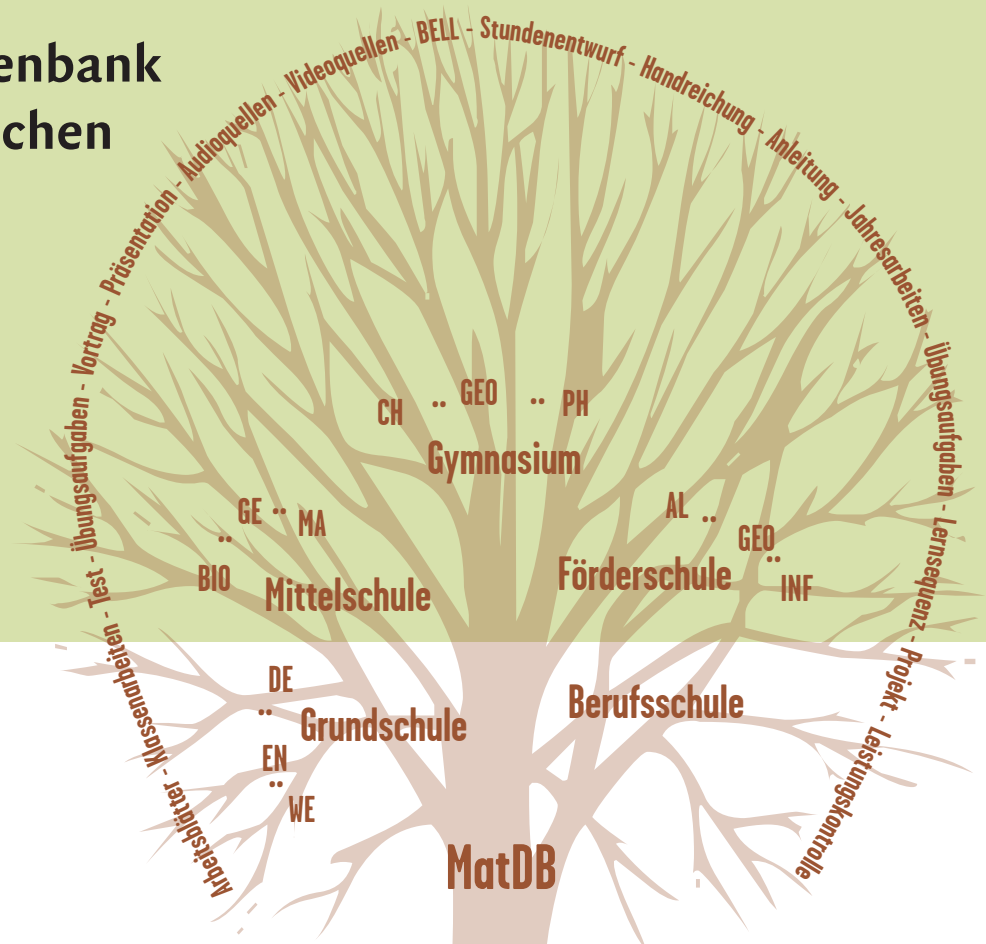 enbank
chen
Arbeitsblätter - Klassenarbeiten - Test - Übungsaufgaben - Vortrag - Präsentation - Audioquellen - Videoquellen - BELL - Stundenentwurf - Handreichung - Anleitung - Jahresarbeiten - Übungsaufgaben - Lernsequenz - Projekt - Leistungskontrolle
CH .. GEO .. PH
Gymnasium
GE .. MA
..
BIO
Mittelschule
AL .. GEO
..
INF
Förderschule
DE
..
Grundschule
EN
..
WE
Berufsschule
MatDB